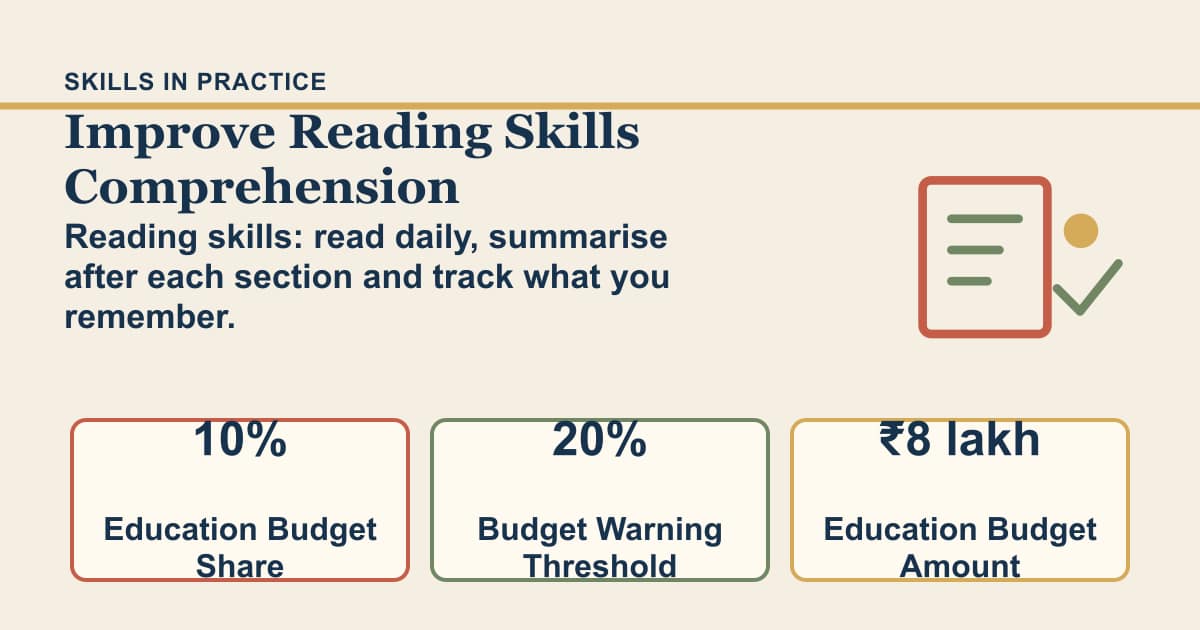 SKILLS IN PRACTICE
Improve Reading Skills
Comprehension
Reading skills: read daily, summarise
after each section and track what you
remember.
10%
Education Budget
Share
20%
Budget Warning
Threshold
₹8 lakh
Education Budget
Amount